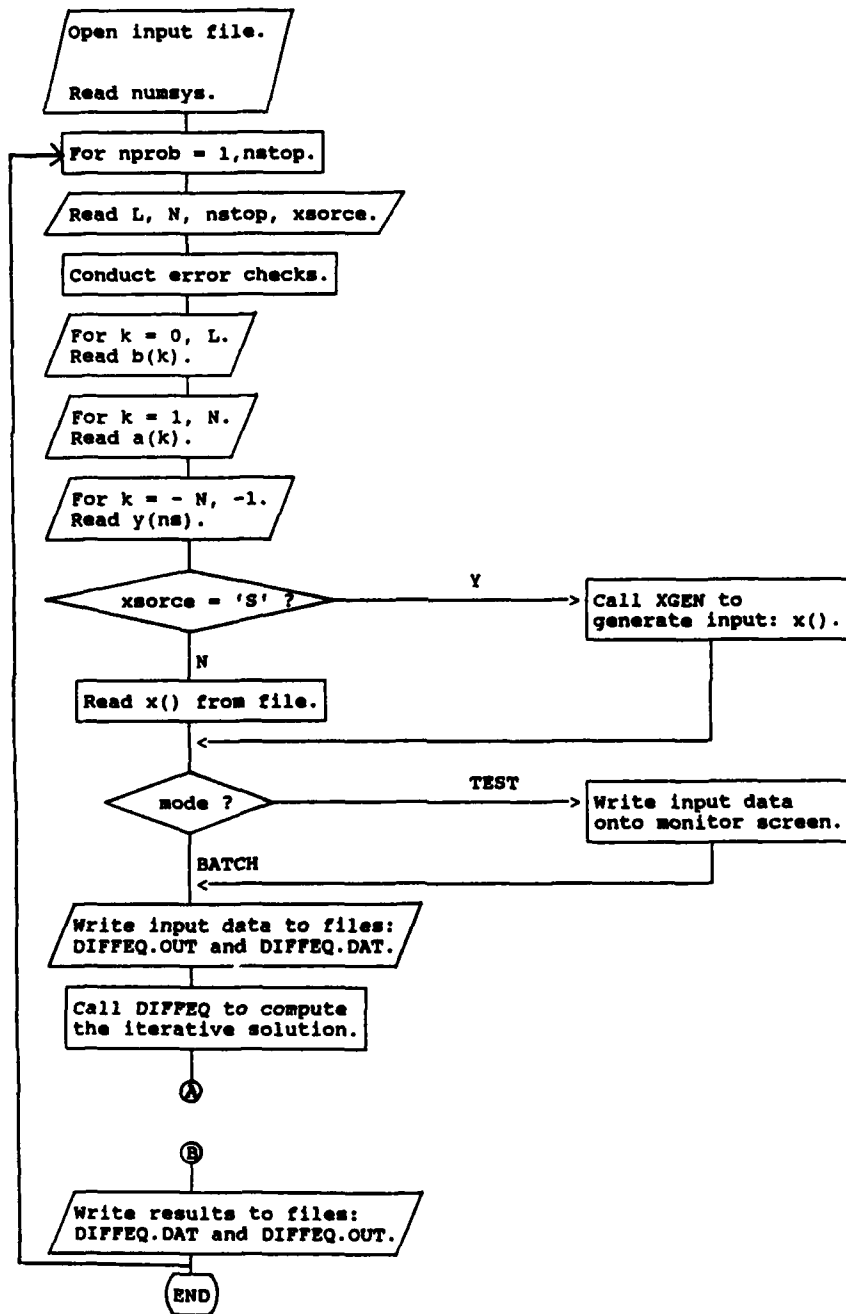 Open input file.
Read numsys.
For nprob = 1,nstop.
Read L, N, nstop, xsorce.
Conduct error checks.
For k = 0, L.
Read b(k).
For k = 1, N.
Read a(k).
For k = - N, -1.
Read y(ns).
xsorce = 'S' ?
Y
Call XGEN to
generate input: x().
N
Read x() from file.
mode ?
TEST
Write input data
onto monitor screen.
BATCH
Write input data to files:
DIFFEQ.OUT and DIFFEQ.DAT.
Call DIFFEQ to compute
the iterative solution.
A
B
Write results to files:
DIFFEQ.DAT and DIFFEQ.OUT.
END